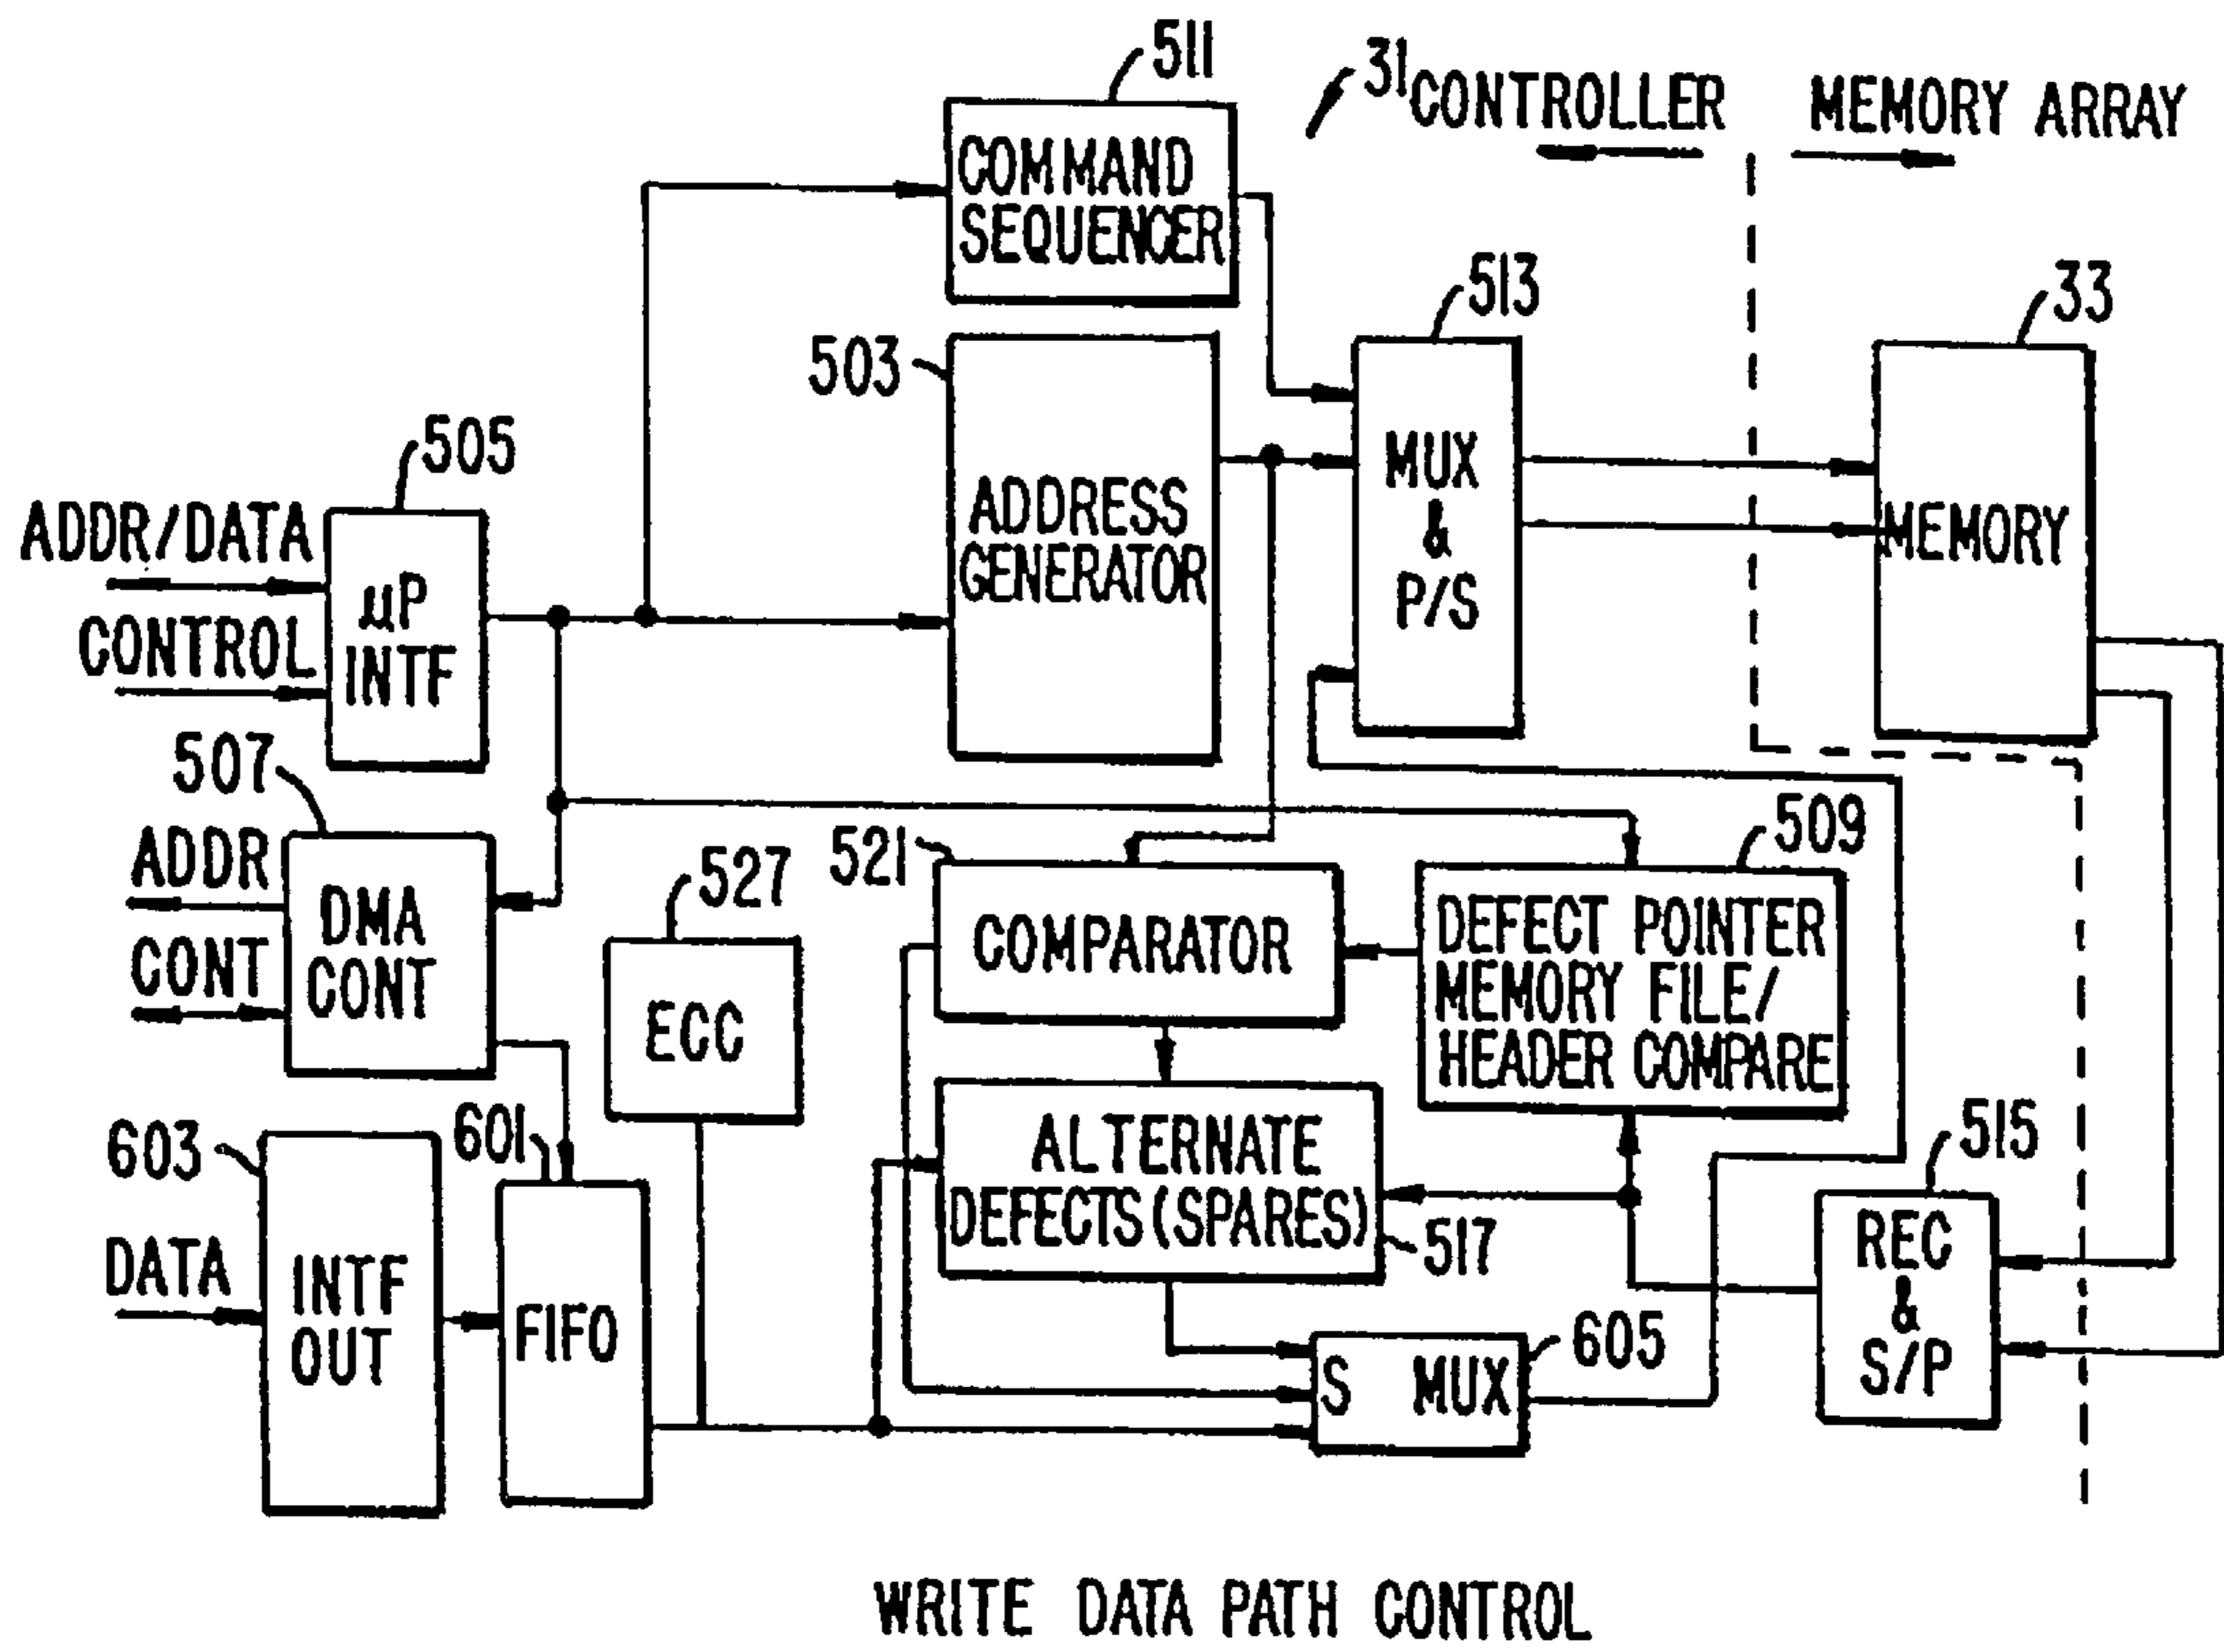 511
31
CONTROLLER
MEMORY ARRAY
COMMAND
SEQUENCER
513
33
503
505
ADDRESS
GENERATOR
MUX
&
P/S
MEMORY
ADDR/DATA
CONTROL
µP
INTF
507
ADDR
CONT
DMA
CONT
527
ECC
521
COMPARATOR
509
DEFECT POINTER
MEMORY FILE/
HEADER COMPARE
603
601
DATA
INTF
OUT
FIFO
ALTERNATE
DEFECTS (SPARES)
517
515
REC
&
S/P
605
S MUX
WRITE DATA PATH CONTROL